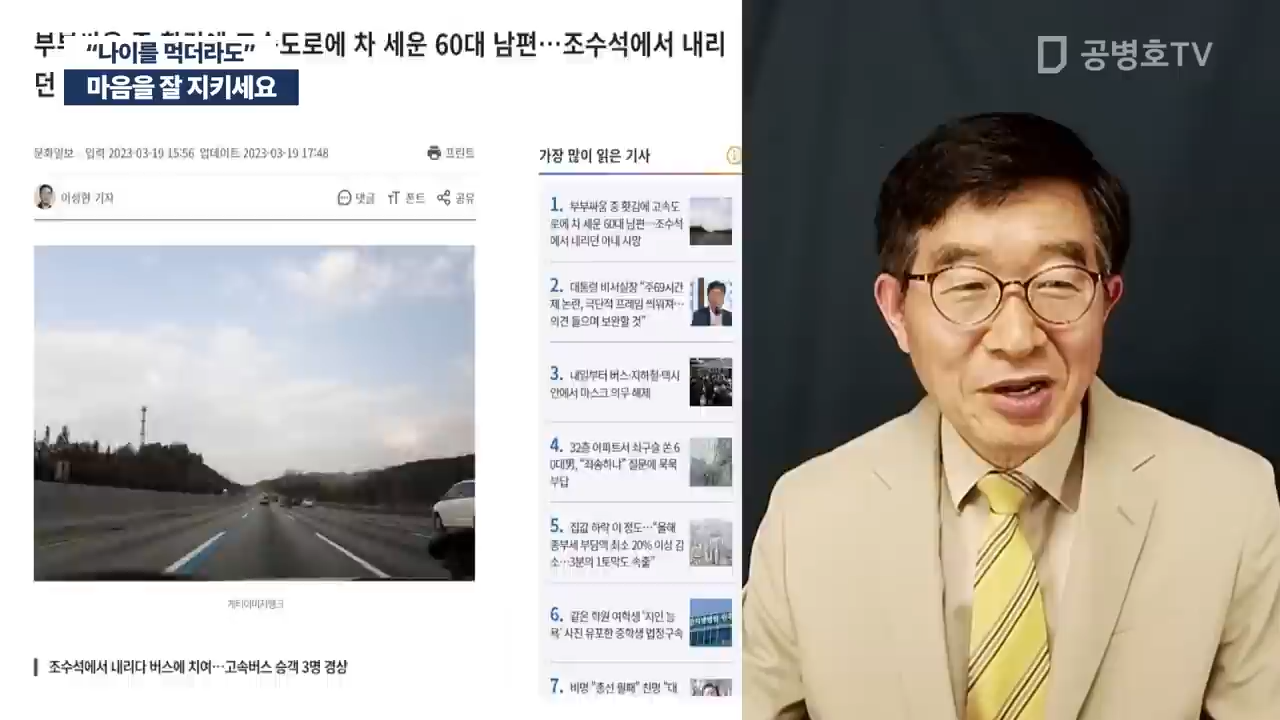 부부
도로에 차 세운 60대 남편…조수석에서 내리
던
“나이를 먹더라도”
마음을 잘 지키세요
공병호TV
문화일보 입력 2023-03-19 15:56 업데이트 2023-03-19 17:48
프린트
이성현 기자
댓글 폰트 공유
가장 많이 읽은 기사
1. 부부싸움 중 홧김에 고속도
로에 차 세운 60대 남편…조수석
에서 내리던 아내 사망
2. 대통령 비서실장 “주69시간
제 논란, 극단적 프레임 씌워져…
의견 들으며 보완할 것”
3. 내일부터 버스·지하철·택시
안에서 마스크 의무 해제
4. 32층 아파트서 쇠구슬 쏜 6
0대男, “죄송하냐” 질문에 묵묵
부답
5. 집값 하락 이 정도…“올해
종부세 부담액 최소 20% 이상 감
소…3분의 1토막도 속출”
6. 같은 학원 여학생 ‘지인 능
욕’ 사진 유포한 중학생 법정구속
7. 비명 “총선 필패” 친명 “대
게티이미지뱅크
조수석에서 내리다 버스에 치여…고속버스 승객 3명 경상